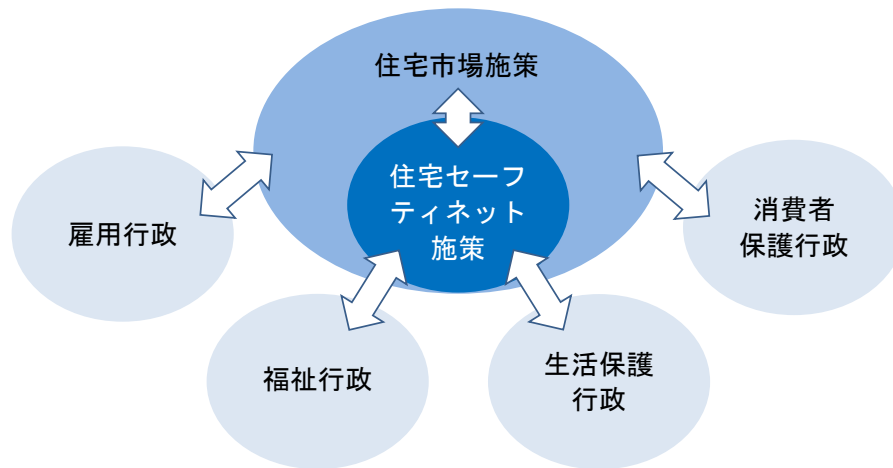 住宅市場施策
住宅セーフ
ティネット
施策
雇用行政
消費者
保護行政
福祉行政
生活保護
行政